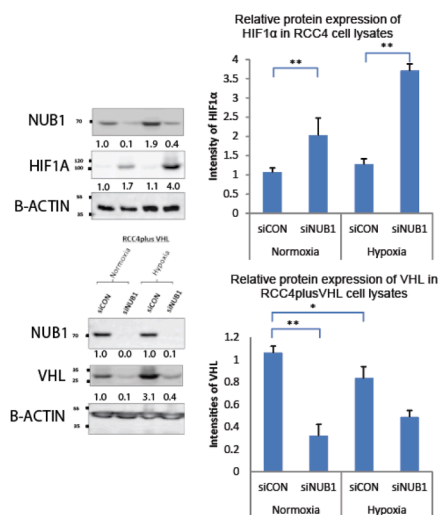 Relative protein expression of
HIF1α in RCC4 cell lysates
NUB1
70
1.0 0.1 1.9 0.4
HIF1A
120
100
1.0 1.7 1.1 4.0
B-ACTIN
55
35
Intensity of HIF1α
4
3.5
3
2.5
2
1.5
1
0.5
0
**
**
siCON siNUB1 siCON siNUB1
Normoxia Hypoxia
RCC4plus VHL
Normoxia Hypoxia
siCON siNUB1 siCON siNUB1
NUB1
70
1.0 0.0 1.0 0.1
VHL
35
25
1.0 0.1 3.1 0.4
B-ACTIN
55
35
Relative protein expression of VHL in
RCC4plusVHL cell lysates
Intensities of VHL
1.2
1
0.8
0.6
0.4
0.2
0
*
**
siCON siNUB1 siCON siNUB1
Normoxia Hypoxia